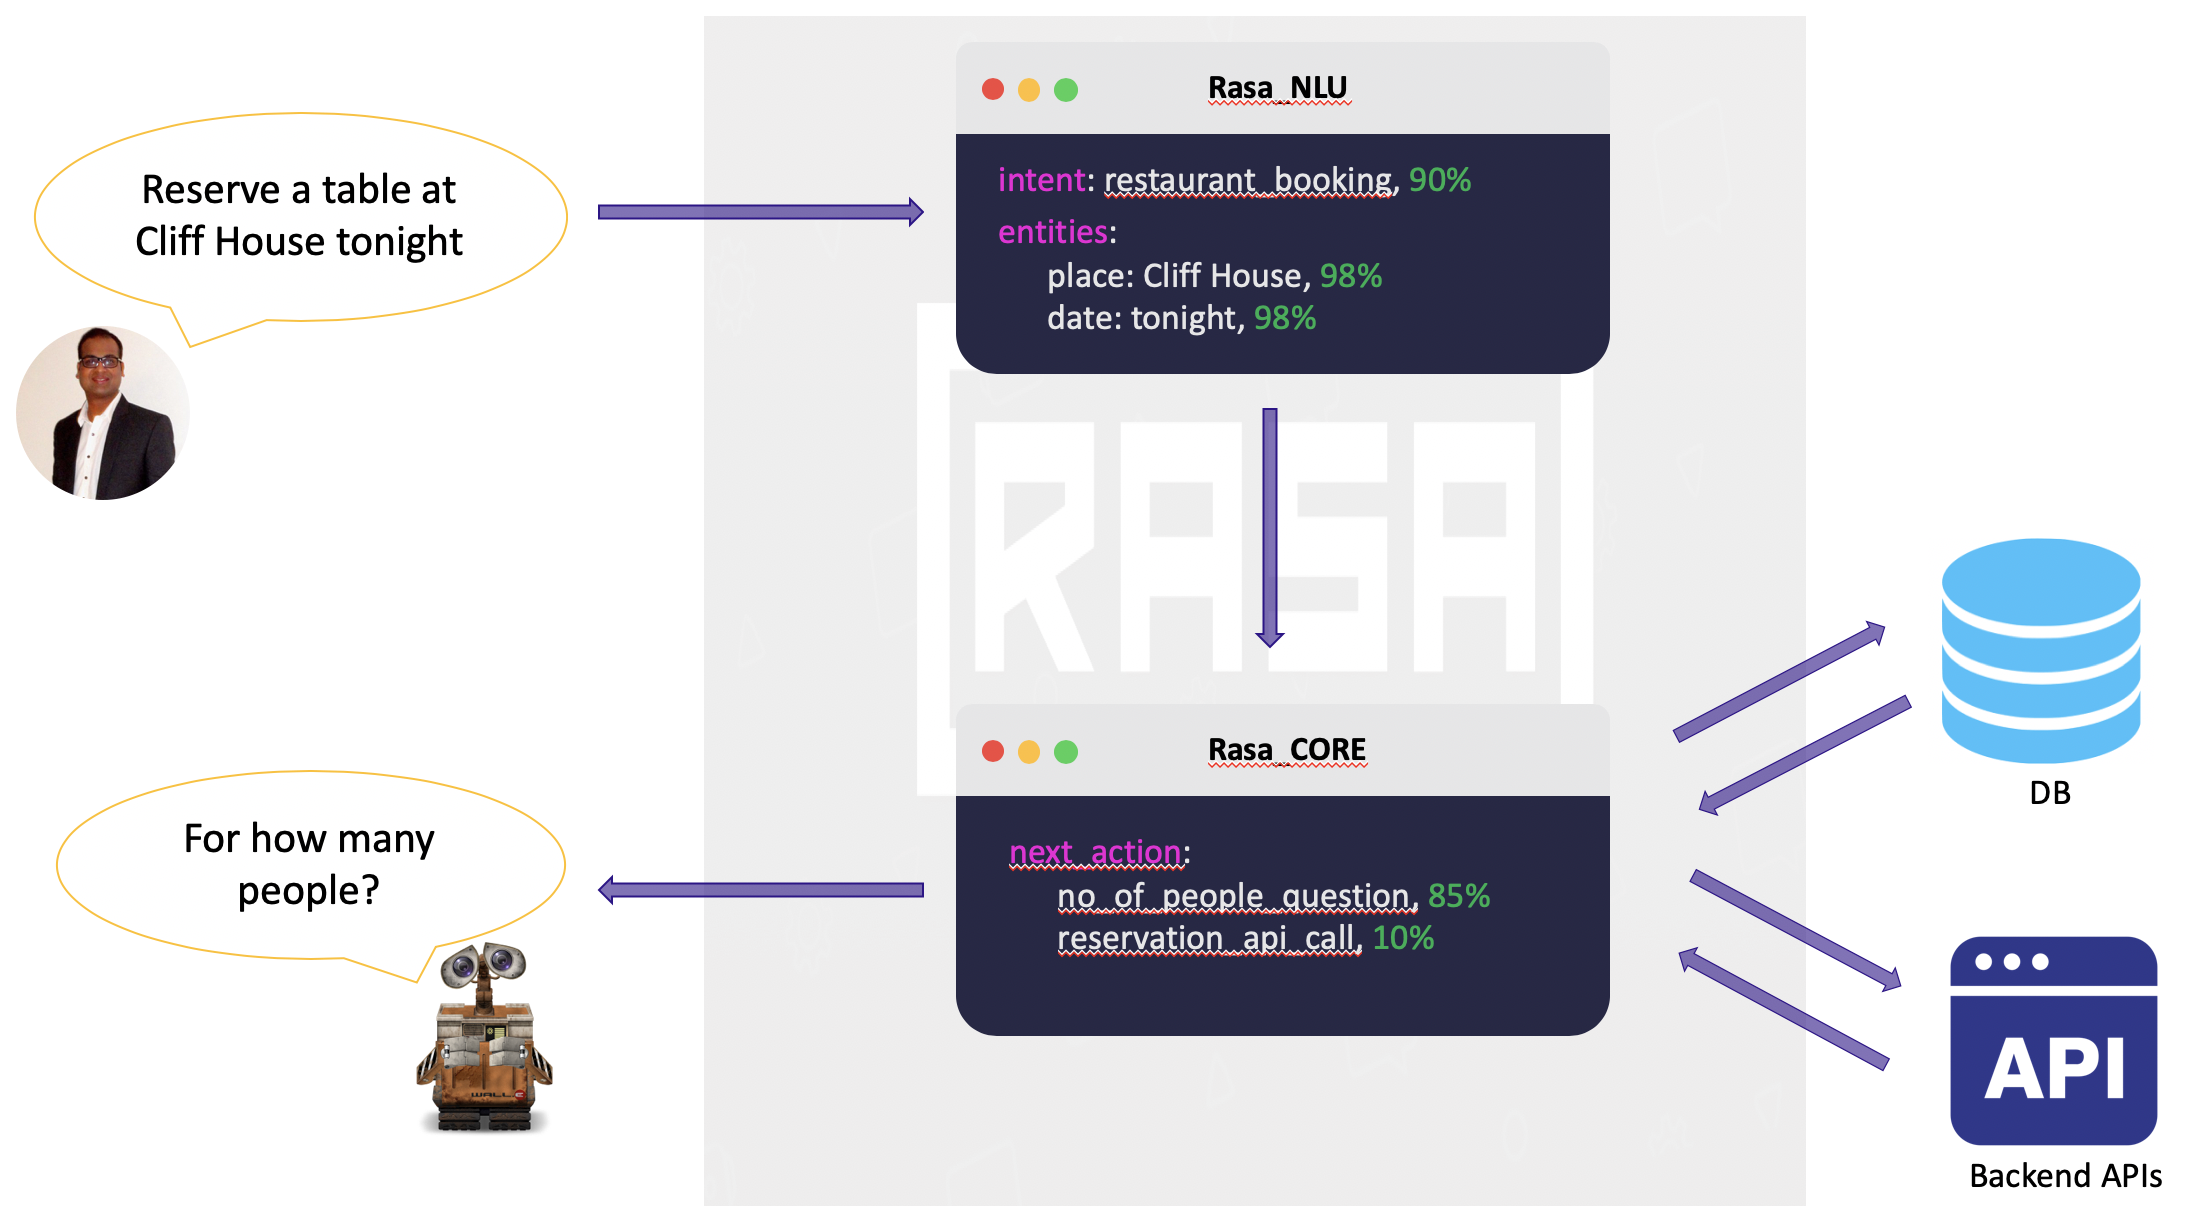 Rasa_NLU
Reserve a table at
Cliff House tonight
intent: restaurant_booking, 90%
entities:
place: Cliff House, 98%
date: tonight, 98%
RASA
Rasa_CORE
For how many
people?
next_action:
no_of_people_question, 85%
reservation_api_call, 10%
DB
WALL·E
API
Backend APIs